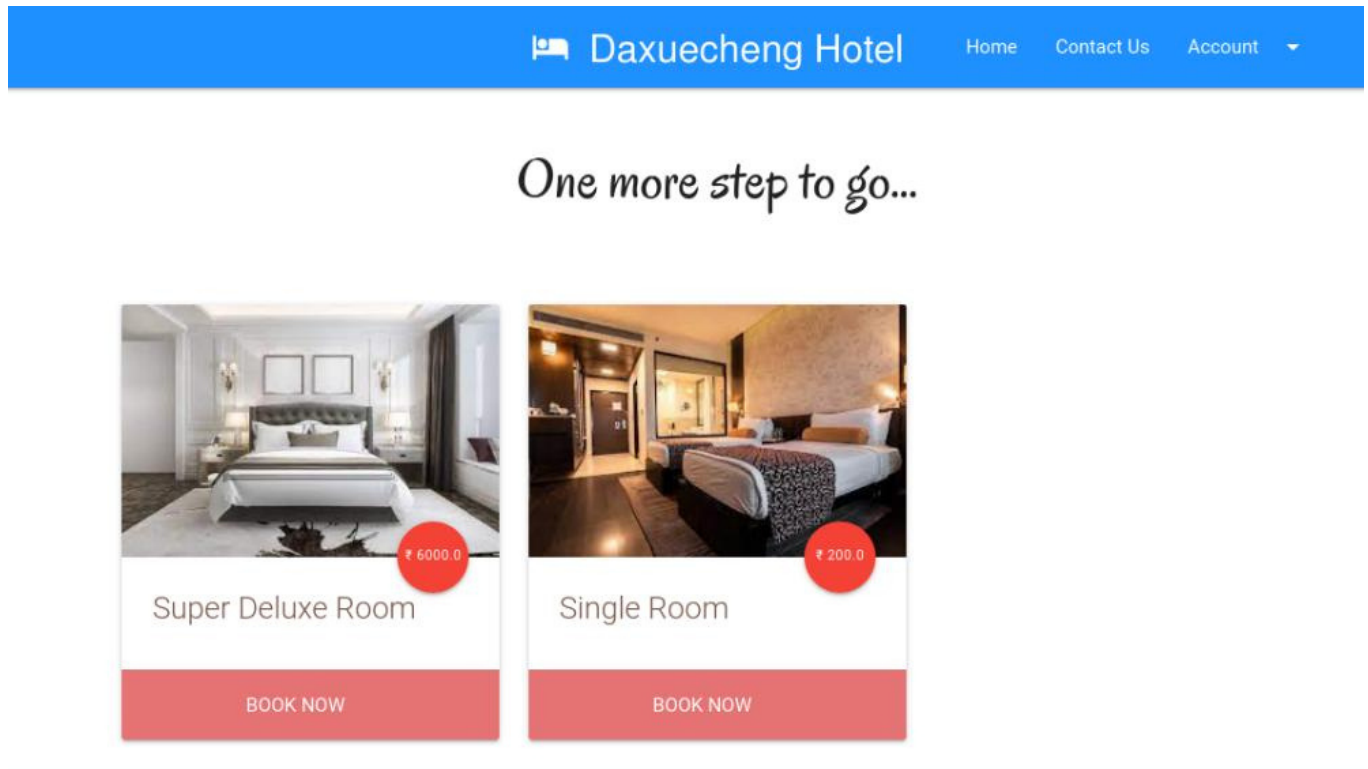 Daxuecheng Hotel Home Contact Us Account
One more step to go...
₹ 6000.0
Super Deluxe Room
BOOK NOW
₹ 200.0
Single Room
BOOK NOW